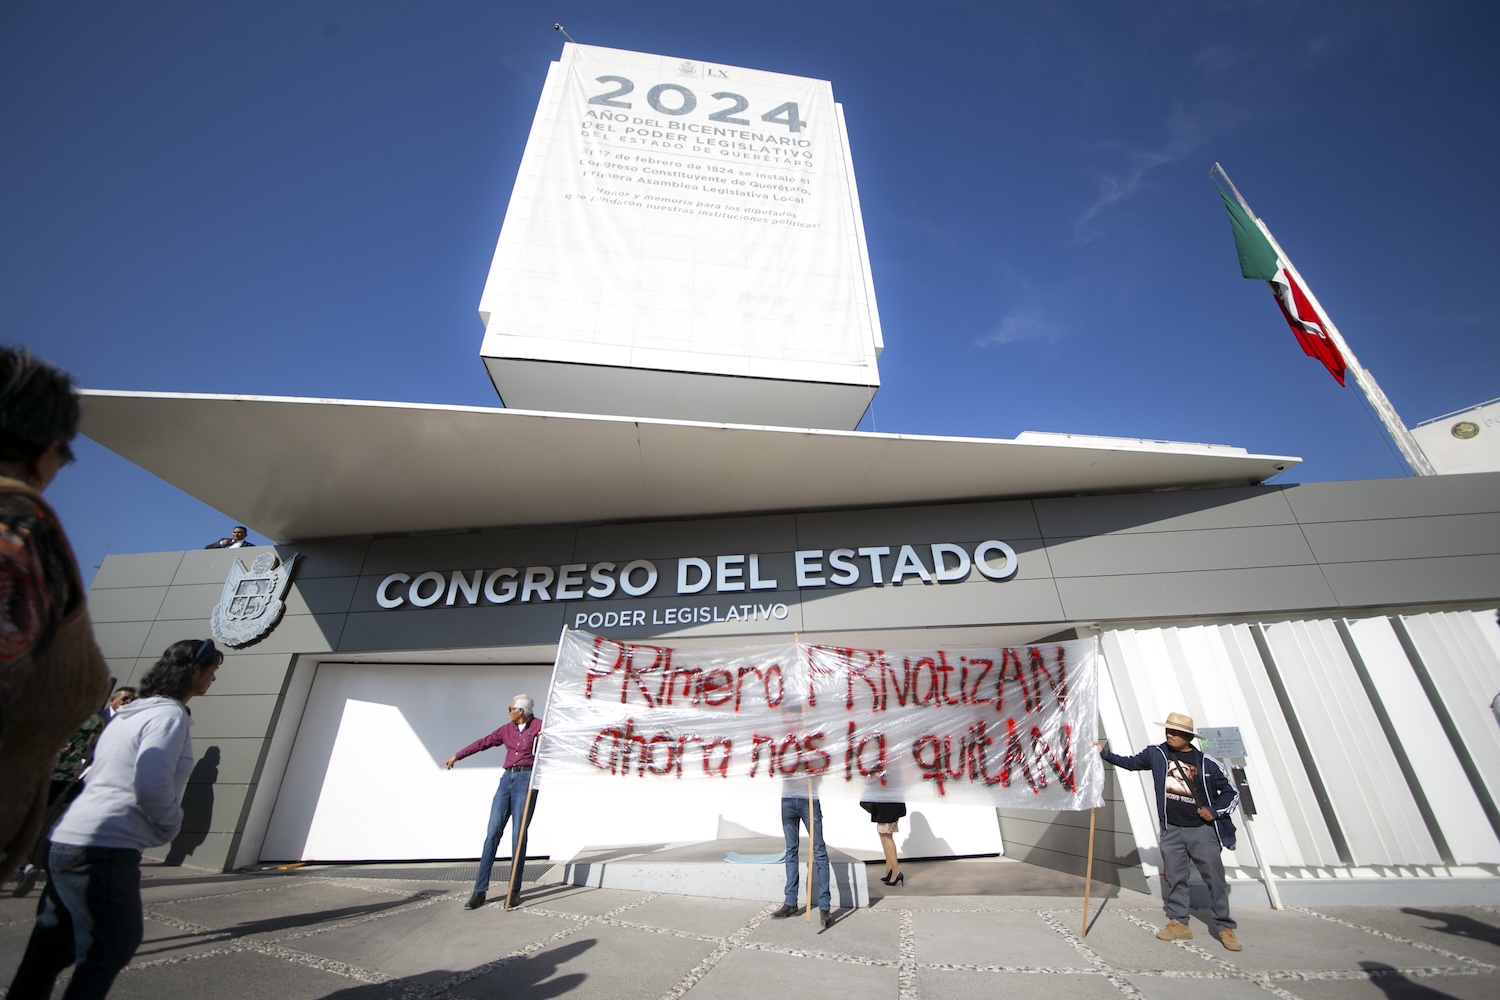 LX
2024
AÑO DEL BICENTENARIO
DEL PODER LEGISLATIVO
DEL ESTADO DE QUERÉTARO
El 17 de febrero de 1824 se instaló el
Congreso Constituyente de Querétaro,
Primera Asamblea Legislativa Local
Honor y memoria para los diputados
que fundaron nuestras instituciones políticas!
CONGRESO DEL ESTADO
PODER LEGISLATIVO
PRImero PRIvatizAN
ahora nos la quitAN